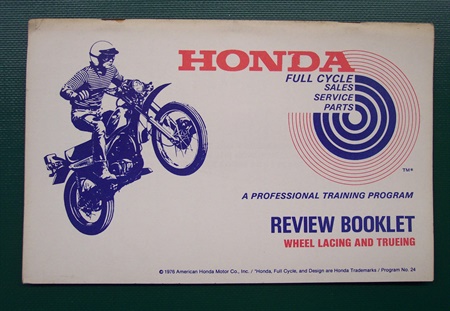 HONDA
FULL CYCLE
SALES
SERVICE
PARTS
TM*
A PROFESSIONAL TRAINING PROGRAM
REVIEW BOOKLET
WHEEL LACING AND TRUEING
© 1976 American Honda Motor Co., Inc. / *Honda, Full Cycle, and Design are Honda Trademarks / Program No. 24